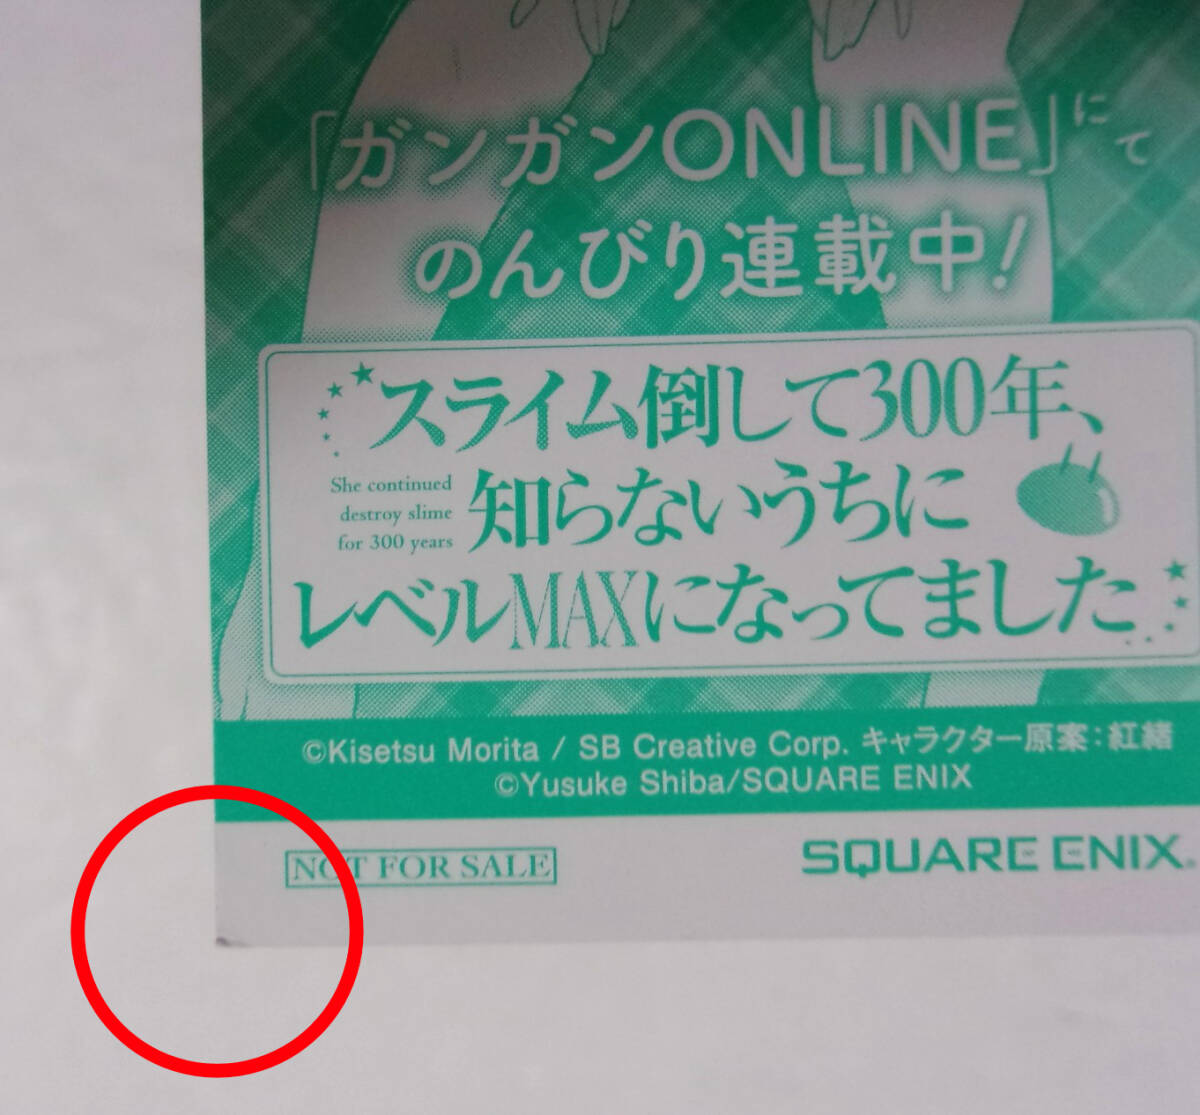 「ガンガンONLINE」にて
のんびり連載中!
スライム倒して300年、
She continued
destroy slime
for 300 years
知らないうちに
レベルMAXになってました
©Kisetsu Morita / SB Creative Corp. キャラクター原案:紅緒
©Yusuke Shiba/SQUARE ENIX
NOT FOR SALE
SQUARE ENIX.